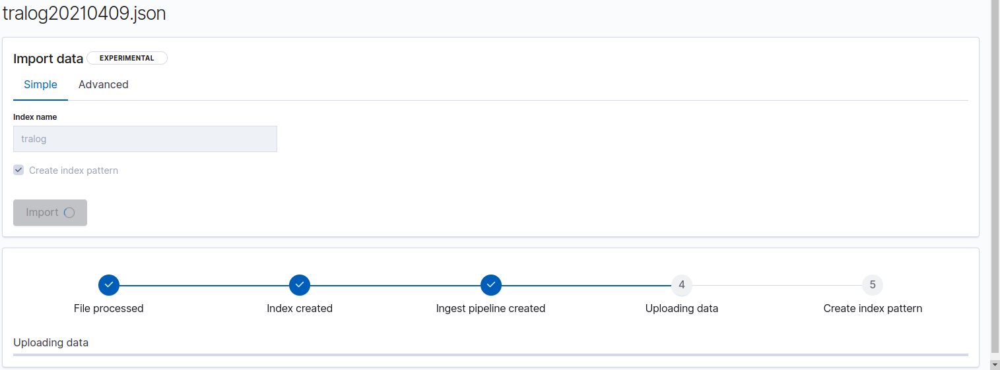 tralog20210409.json
Import data EXPERIMENTAL
Simple Advanced
Index name
tralog
Create index pattern
Import
4 5
File processed Index created Ingest pipeline created Uploading data Create index pattern
Uploading data